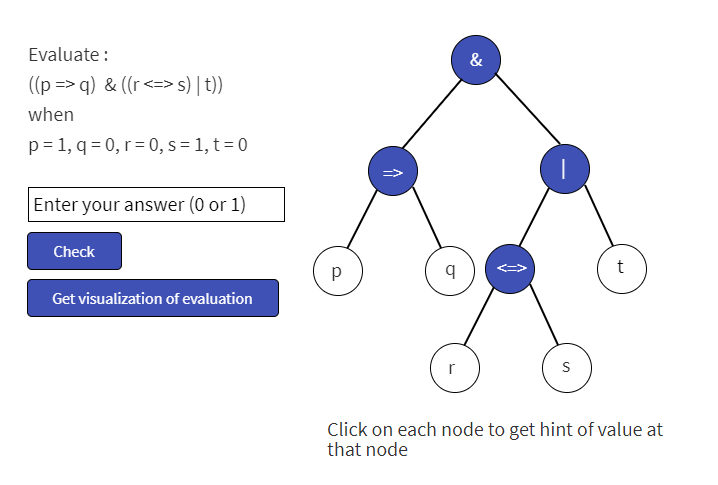 Evaluate :
((p => q) & ((r <=> s) | t))
when
p = 1, q = 0, r = 0, s = 1, t = 0
Enter your answer (0 or 1)
Check
Get visualization of evaluation
&
=>
|
p
q
<=>
t
r
s
Click on each node to get hint of value at
that node